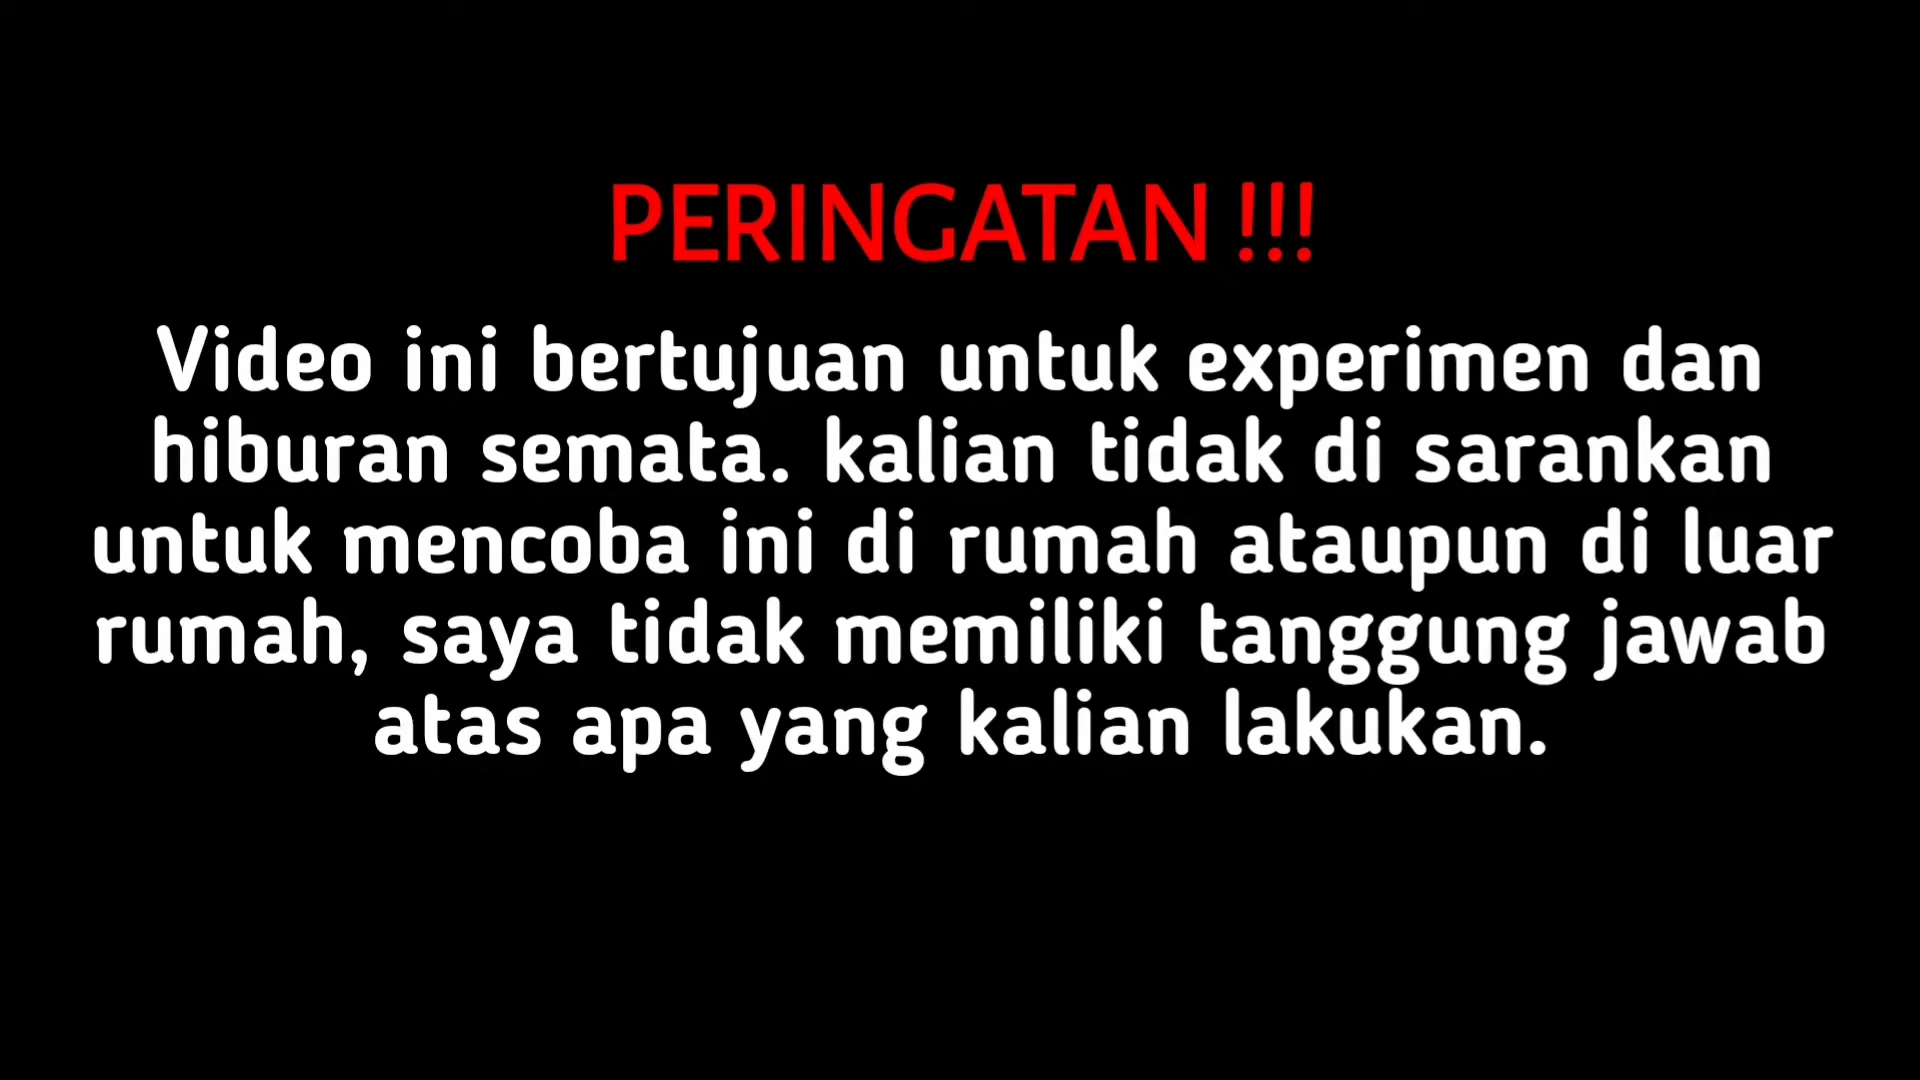 PERINGATAN !!!
Video ini bertujuan untuk experimen dan
hiburan semata. kalian tidak di sarankan
untuk mencoba ini di rumah ataupun di luar
rumah, saya tidak memiliki tanggung jawab
atas apa yang kalian lakukan.